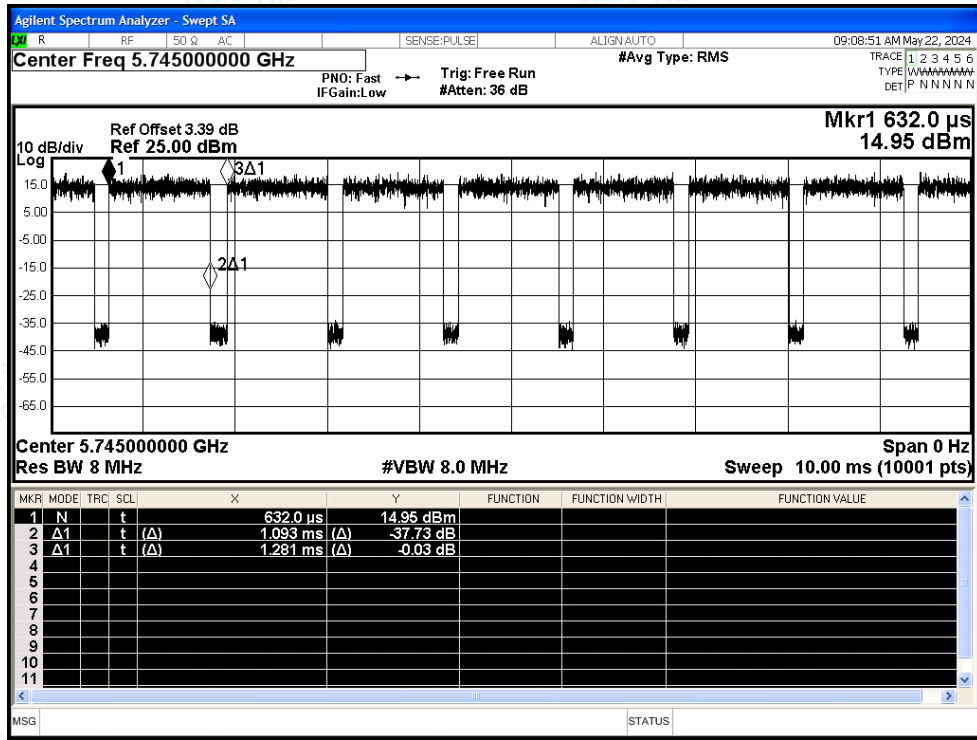 Agilent Spectrum Analyzer - Swept SA
LXI R RF 50 Ω AC SENSE:PULSE ALIGN AUTO 09:08:51 AM May 22, 2024
Center Freq 5.745000000 GHz
PNO: Fast
IFGain:Low
Trig: Free Run
#Atten: 36 dB
#Avg Type: RMS
TRACE 1 2 3 4 5 6
TYPE WWWWWW
DET P N N N N N
Mkr1 632.0 μs
14.95 dBm
Ref Offset 3.39 dB
10 dB/div Ref 25.00 dBm
Log
1 3Δ1
15.0
5.00
-5.00
-15.0 2Δ1
-25.0
-35.0
-45.0
-55.0
-65.0
Center 5.745000000 GHz Span 0 Hz
Res BW 8 MHz #VBW 8.0 MHz Sweep 10.00 ms (10001 pts)
MKR MODE TRC SCL X Y FUNCTION FUNCTION WIDTH FUNCTION VALUE
1 N t 632.0 μs 14.95 dBm
2 Δ1 t (Δ) 1.093 ms (Δ) -37.73 dB
3 Δ1 t (Δ) 1.281 ms (Δ) -0.03 dB
4
5
6
7
8
9
10
11
MSG STATUS